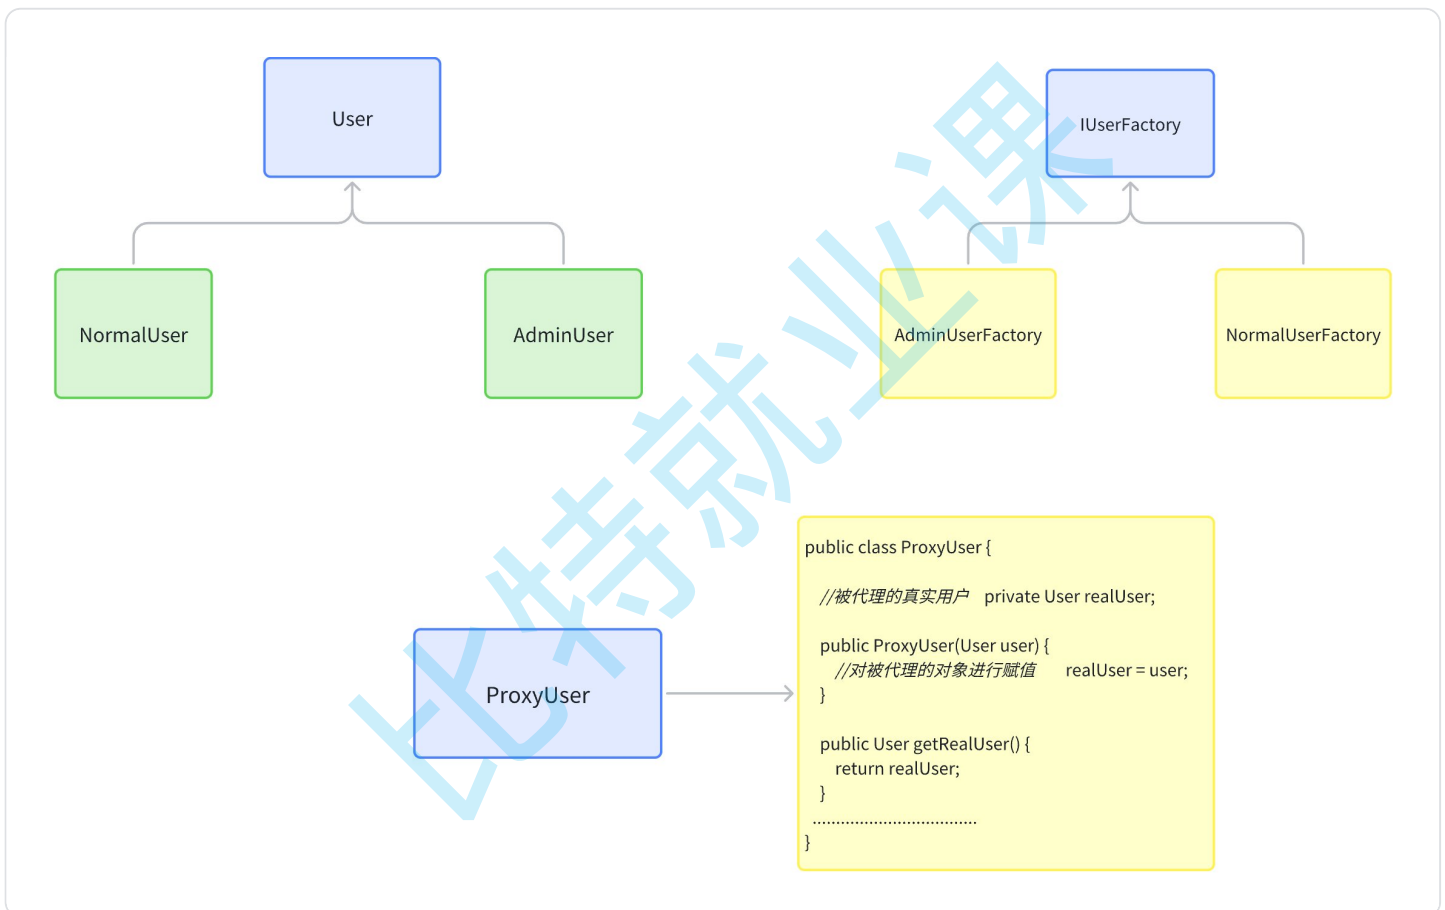 User
IUserFactory
NormalUser
AdminUser
AdminUserFactory
NormalUserFactory
ProxyUser
public class ProxyUser {
//被代理的真实用户 private User realUser;
public ProxyUser(User user) {
//对被代理的对象进行赋值 realUser = user;
}
public User getRealUser() {
return realUser;
}
...................................
}
比特就业课